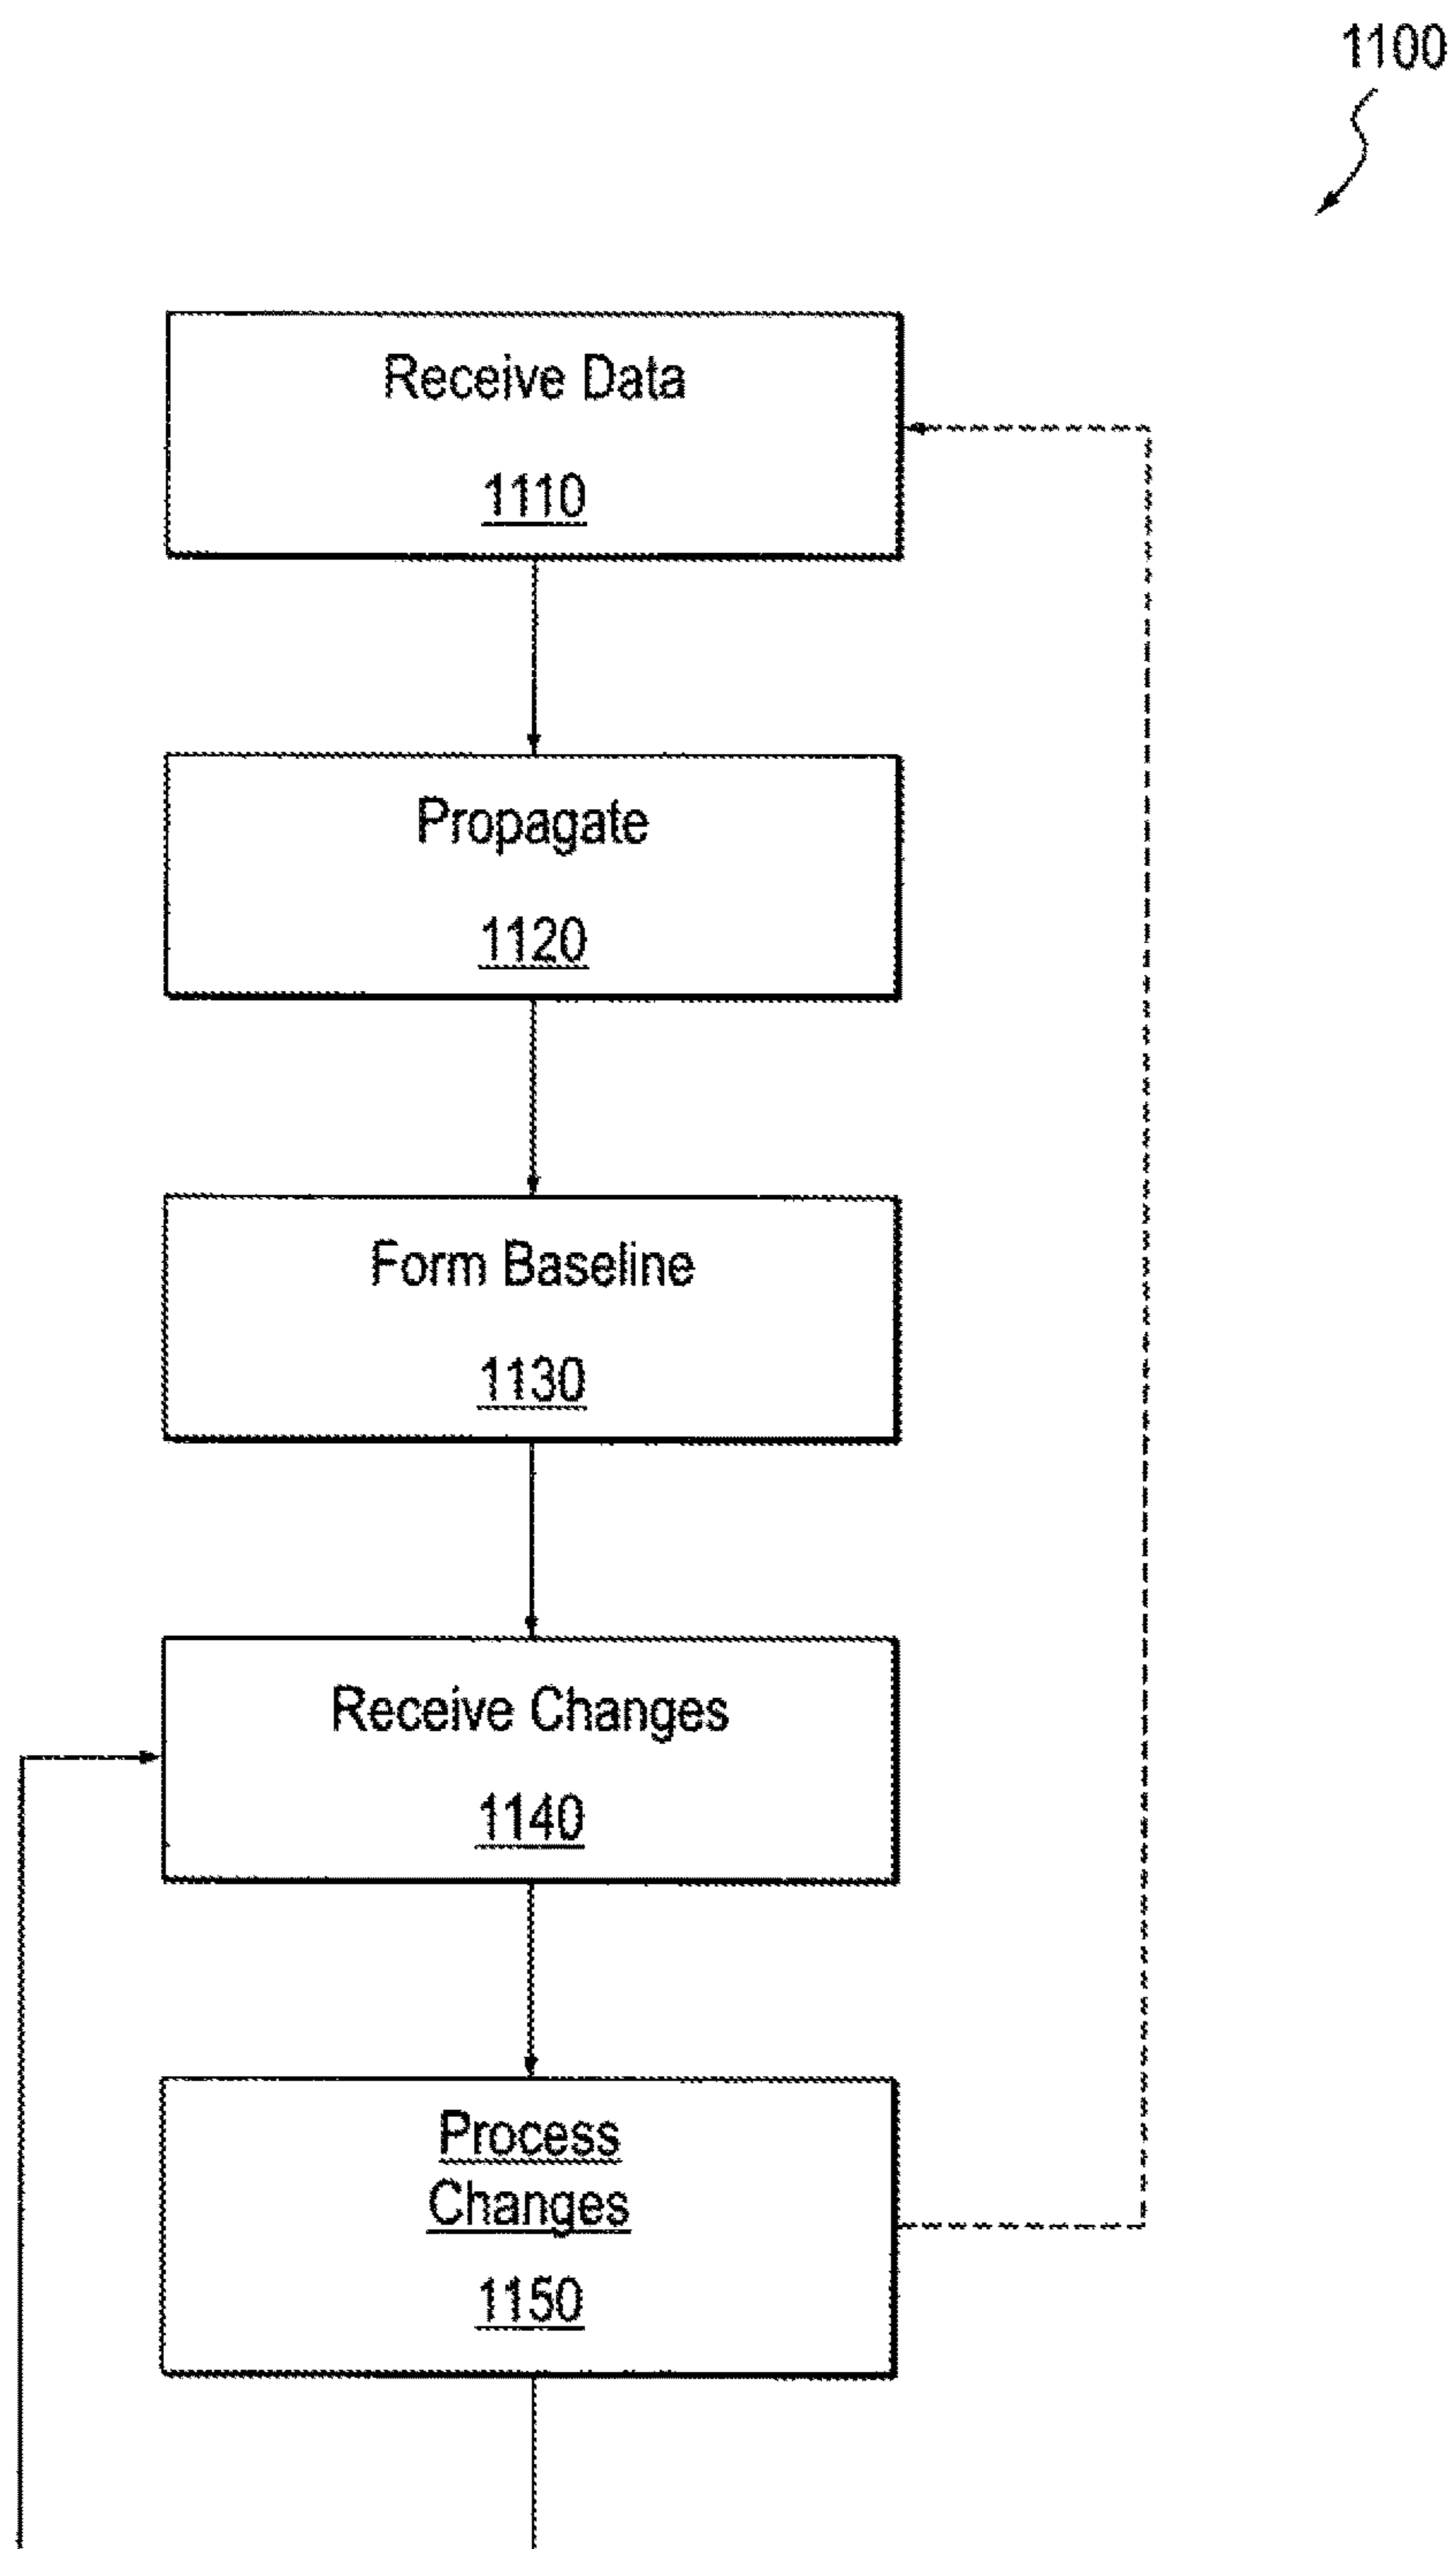 1100
Receive Data
1110
Propagate
1120
Form Baseline
1130
Receive Changes
1140
Process
Changes
1150